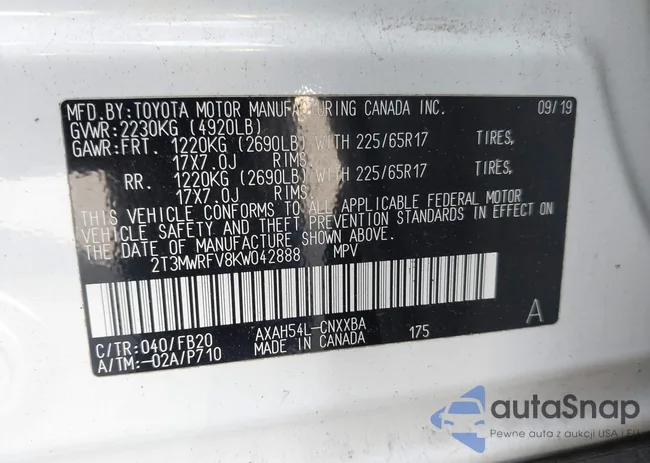 MFD.BY:TOYOTA MOTOR MANUFACTURING CANADA INC. 09/19
GVWR:2230KG (4920LB)
GAWR:FRT. 1220KG (2690LB) WITH 225/65R17 TIRES,
17X7.0J RIMS,
RR. 1220KG (2690LB) WITH 225/65R17 TIRES,
17X7.0J RIMS
THIS VEHICLE CONFORMS TO ALL APPLICABLE FEDERAL MOTOR
VEHICLE SAFETY AND THEFT PREVENTION STANDARDS IN EFFECT ON
THE DATE OF MANUFACTURE SHOWN ABOVE.
2T3MWRFV8KW042888 MPV
A
C/TR:040/FB20 AXAH54L-CNXXBA 175
A/TM:-02A/P710 MADE IN CANADA
autaSnap
Pewne auta z aukcji USA i EU